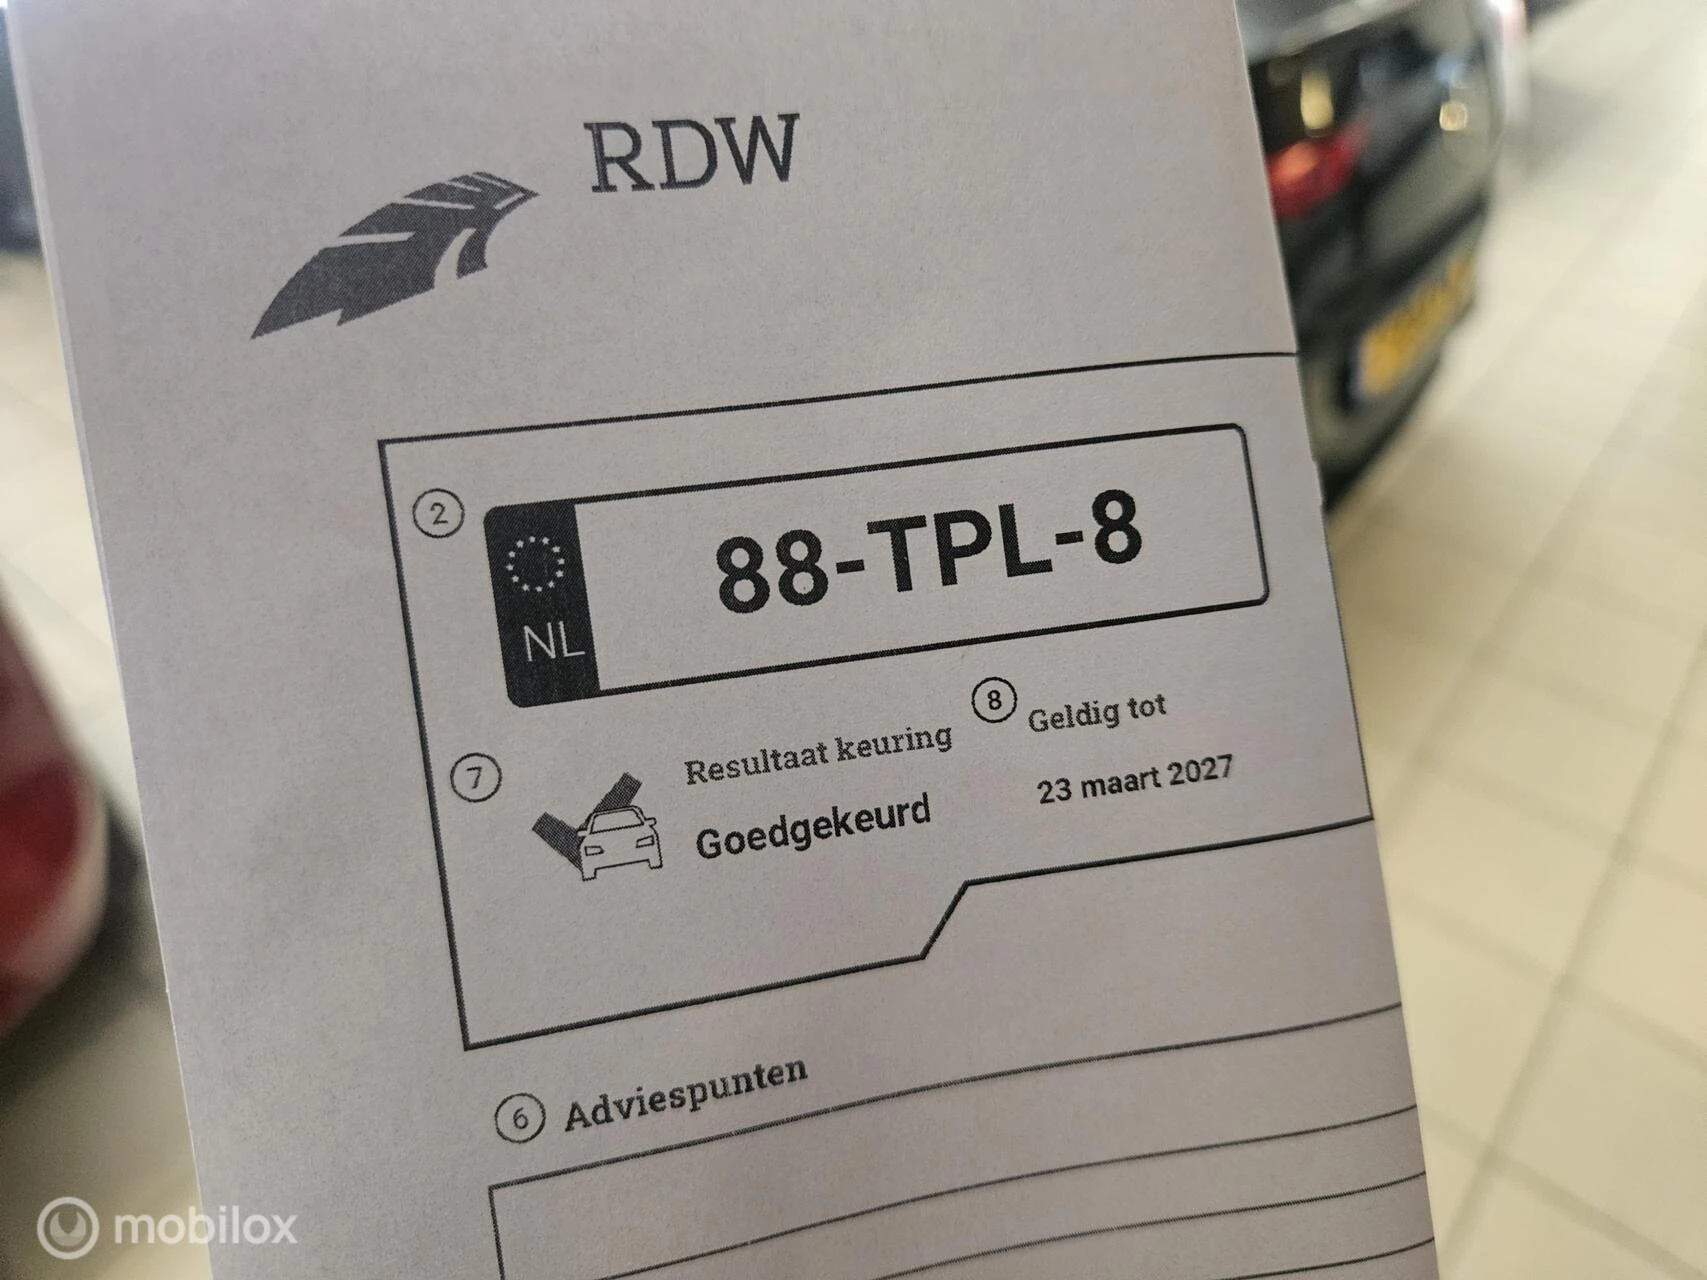 RDW
2
NL
88-TPL-8
7
Resultaat keuring
Goedgekeurd
8
Geldig tot
23 maart 2027
6 Adviespunten
mobilox